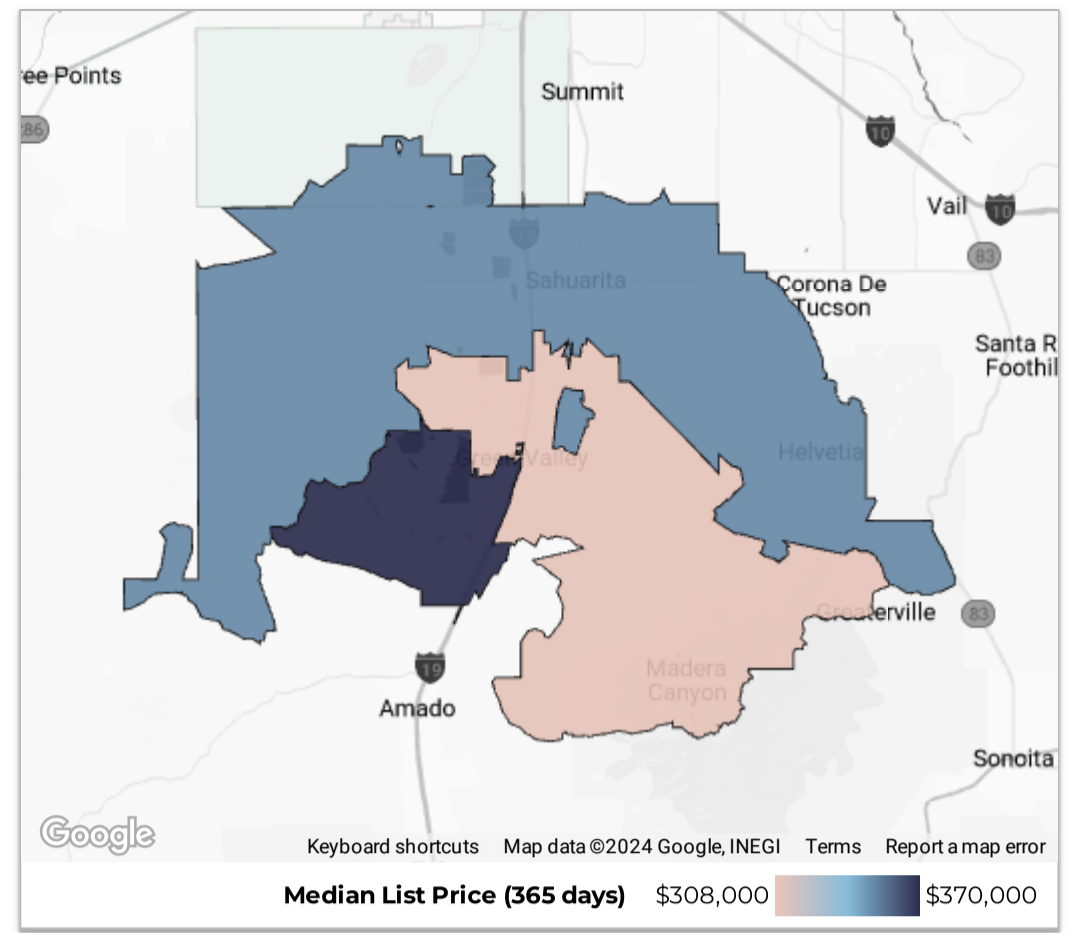 ree Points
Summit
86
10
Vail
10
83
19
Sahuarita
Corona De
Tucson
Santa R
Foothil
Green Valley
Helvetia
Greaterville
83
Madera
Canyon
19
Amado
Sonoita
Google
Keyboard shortcuts Map data ©2024 Google, INEGI Terms Report a map error
Median List Price (365 days) $308,000 $370,000